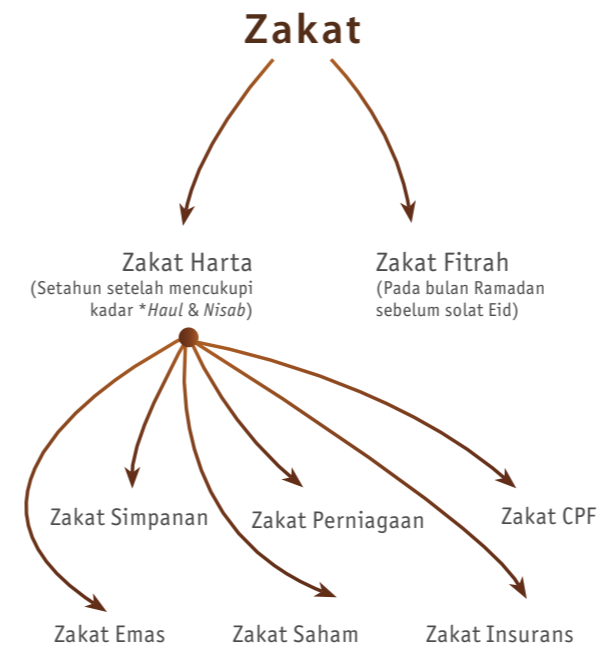 Zakat
Zakat Harta
(Setahun setelah mencukupi
kadar *Haul & Nisab)
Zakat Fitrah
(Pada bulan Ramadan
sebelum solat Eid)
Zakat Simpanan
Zakat Perniagaan
Zakat CPF
Zakat Emas
Zakat Saham
Zakat Insurans